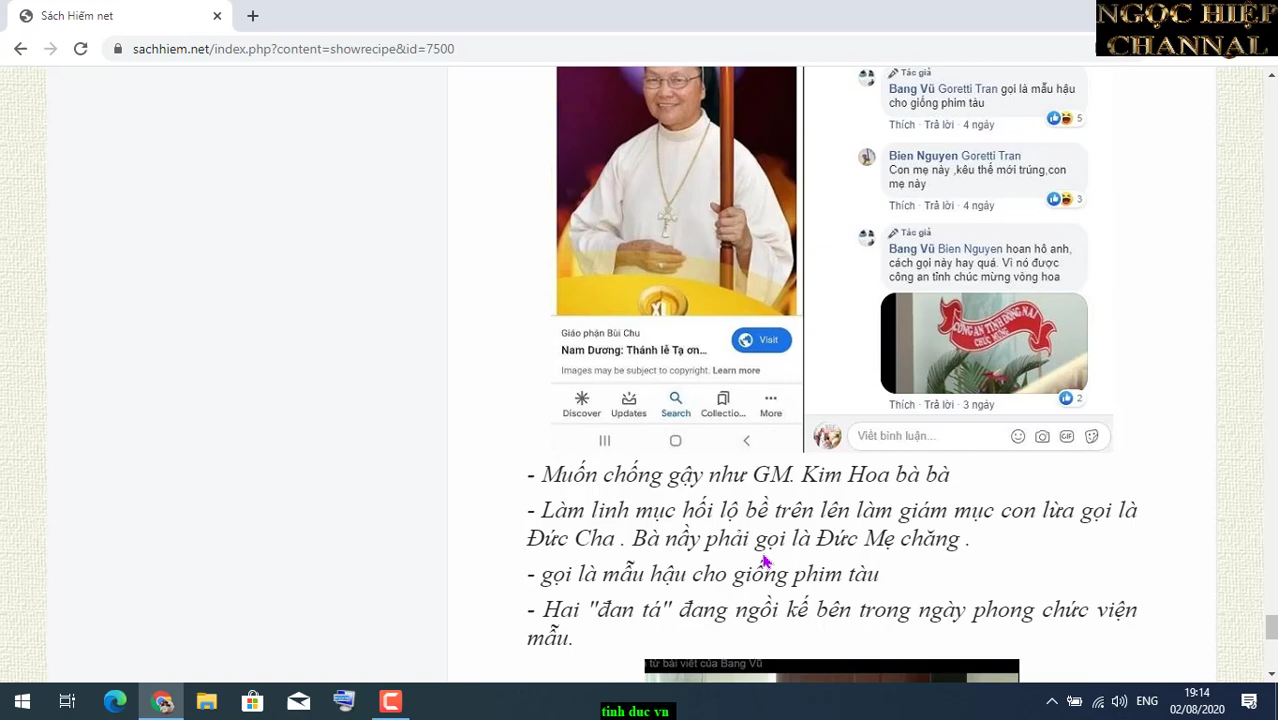 Sách Hiếm net
NGỌC HIỆP
CHANNAL
sachhiem.net/index.php?content=showrecipe&id=7500
XI
Giáo phận Bùi Chu
Nam Dương: Thánh lễ Tạ ơn...
Visit
Images may be subject to copyright. Learn more
Discover Updates Search Collectio... More
Tác giả
Bang Vũ Goretti Tran gọi là mẫu hậu
cho giống phim tàu
Thích · Trả lời · 4 ngày
5
Bien Nguyen Goretti Tran
Con mẹ này ,kêu thế mới trúng,con
mẹ này
Thích · Trả lời · 4 ngày
3
Tác giả
Bang Vũ Bien Nguyen hoan hô anh,
cách gọi này hay quá. Vì nó được
công an tĩnh chúc mừng vòng hoa
CÔNG AN TỈNH ĐỒNG NAI
CHÚC MỪNG
Thích · Trả lời · 3 ngày
2
Viết bình luận...
GIF
- Muốn chống gậy như GM. Kim Hoa bà bà
- Làm linh mục hối lộ bề trên lên làm giám mục con lừa gọi là
Đức Cha . Bà nầy phải gọi là Đức Mẹ chăng .
- gọi là mẫu hậu cho giống phim tàu
- Hai "đan tá" đang ngồi kế bên trong ngày phong chức viện
mẫu.
từ bài viết của Bang Vũ
ENG
19:14
02/08/2020
tinh duc vn